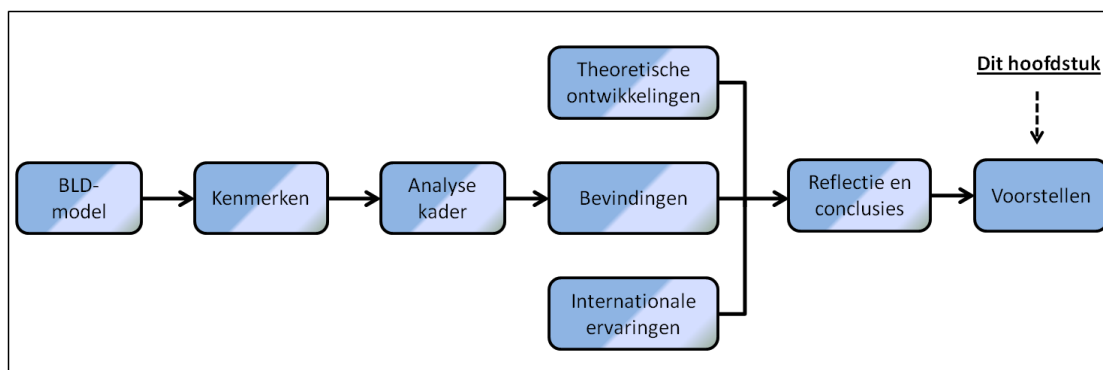 Theoretische
ontwikkelingen
Dit hoofdstuk
BLD-
model
Kenmerken
Analyse
kader
Bevindingen
Reflectie en
conclusies
Voorstellen
Internationale
ervaringen